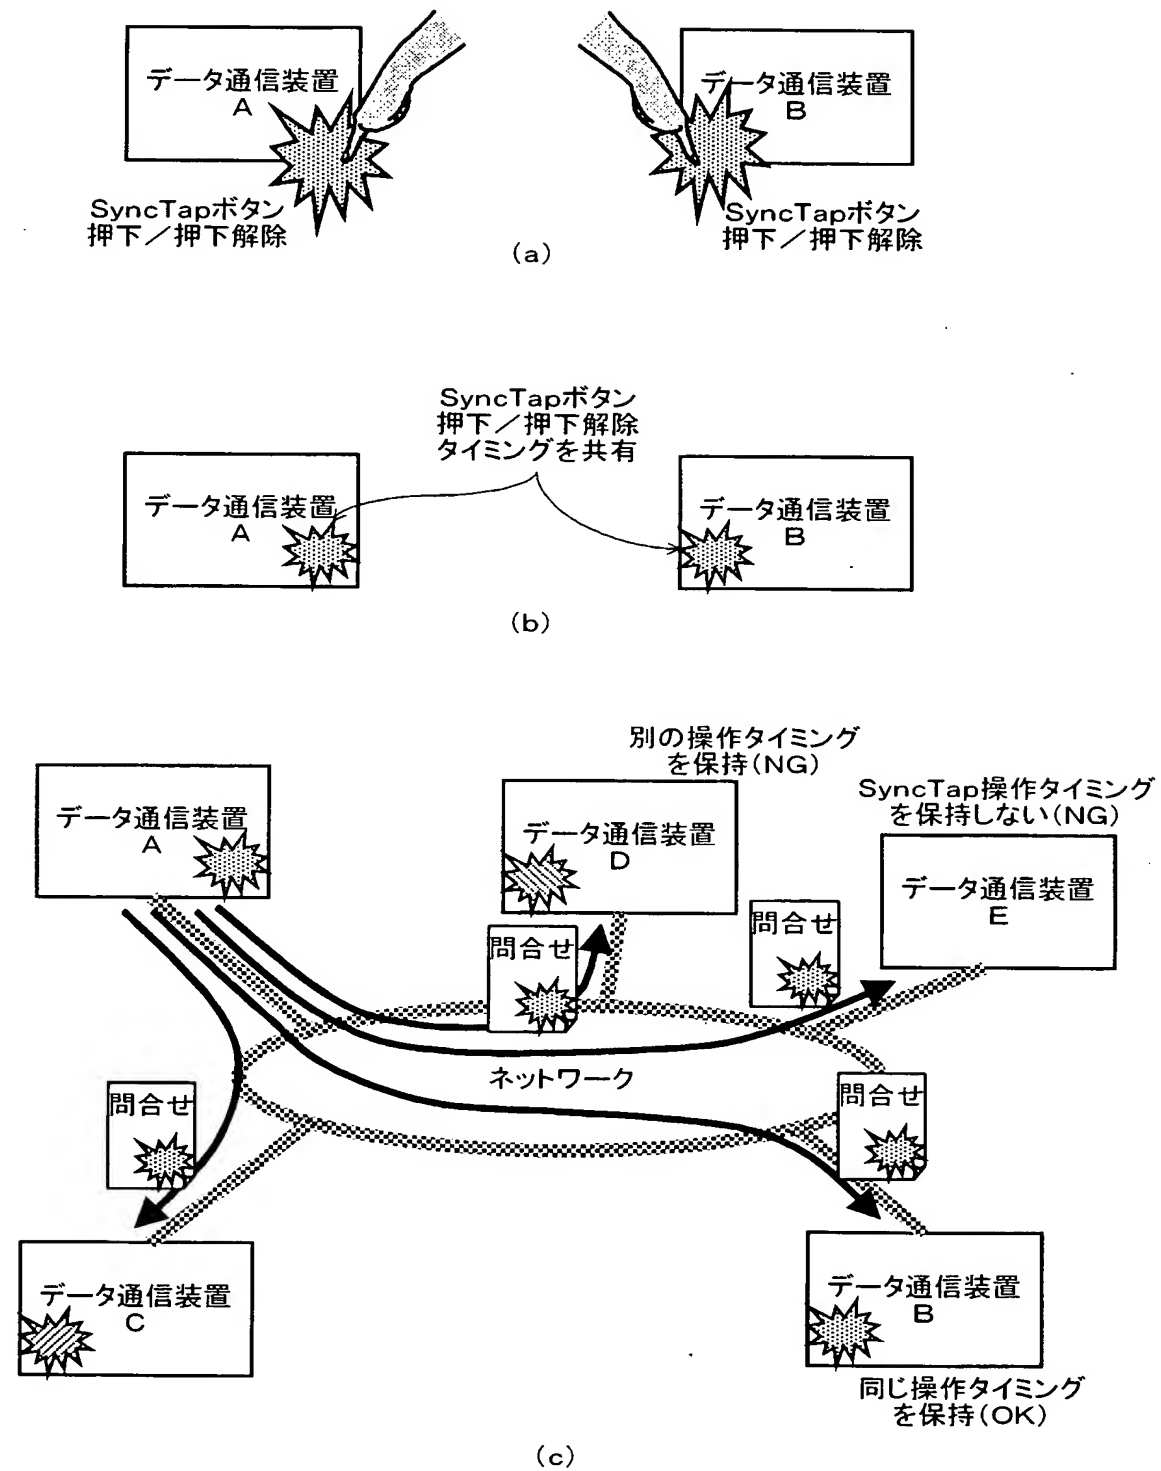 データ通信装置
A
データ通信装置
B
SyncTapボタン
押下／押下解除
SyncTapボタン
押下／押下解除
(a)
SyncTapボタン
押下／押下解除
タイミングを共有
データ通信装置
A
データ通信装置
B
(b)
別の操作タイミング
を保持(NG)
SyncTap操作タイミング
を保持しない(NG)
データ通信装置
A
データ通信装置
D
データ通信装置
E
問合せ
問合せ
ネットワーク
問合せ
問合せ
データ通信装置
C
データ通信装置
B
同じ操作タイミング
を保持(OK)
(c)